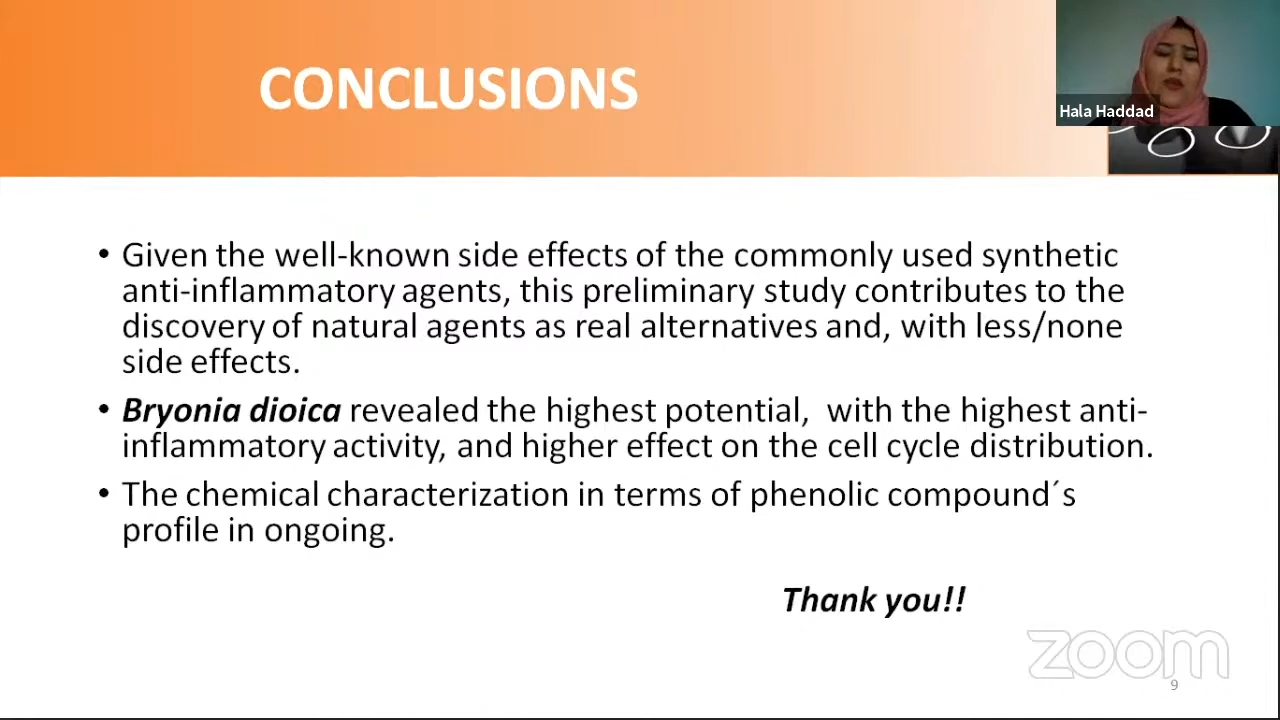 CONCLUSIONS
Hala Haddad
• Given the well-known side effects of the commonly used synthetic
anti-inflammatory agents, this preliminary study contributes to the
discovery of natural agents as real alternatives and, with less/none
side effects.
• Bryonia dioica revealed the highest potential,  with the highest anti-
inflammatory activity, and higher effect on the cell cycle distribution.
• The chemical characterization in terms of phenolic compound´s
profile in ongoing.
Thank you!!
zoom
9